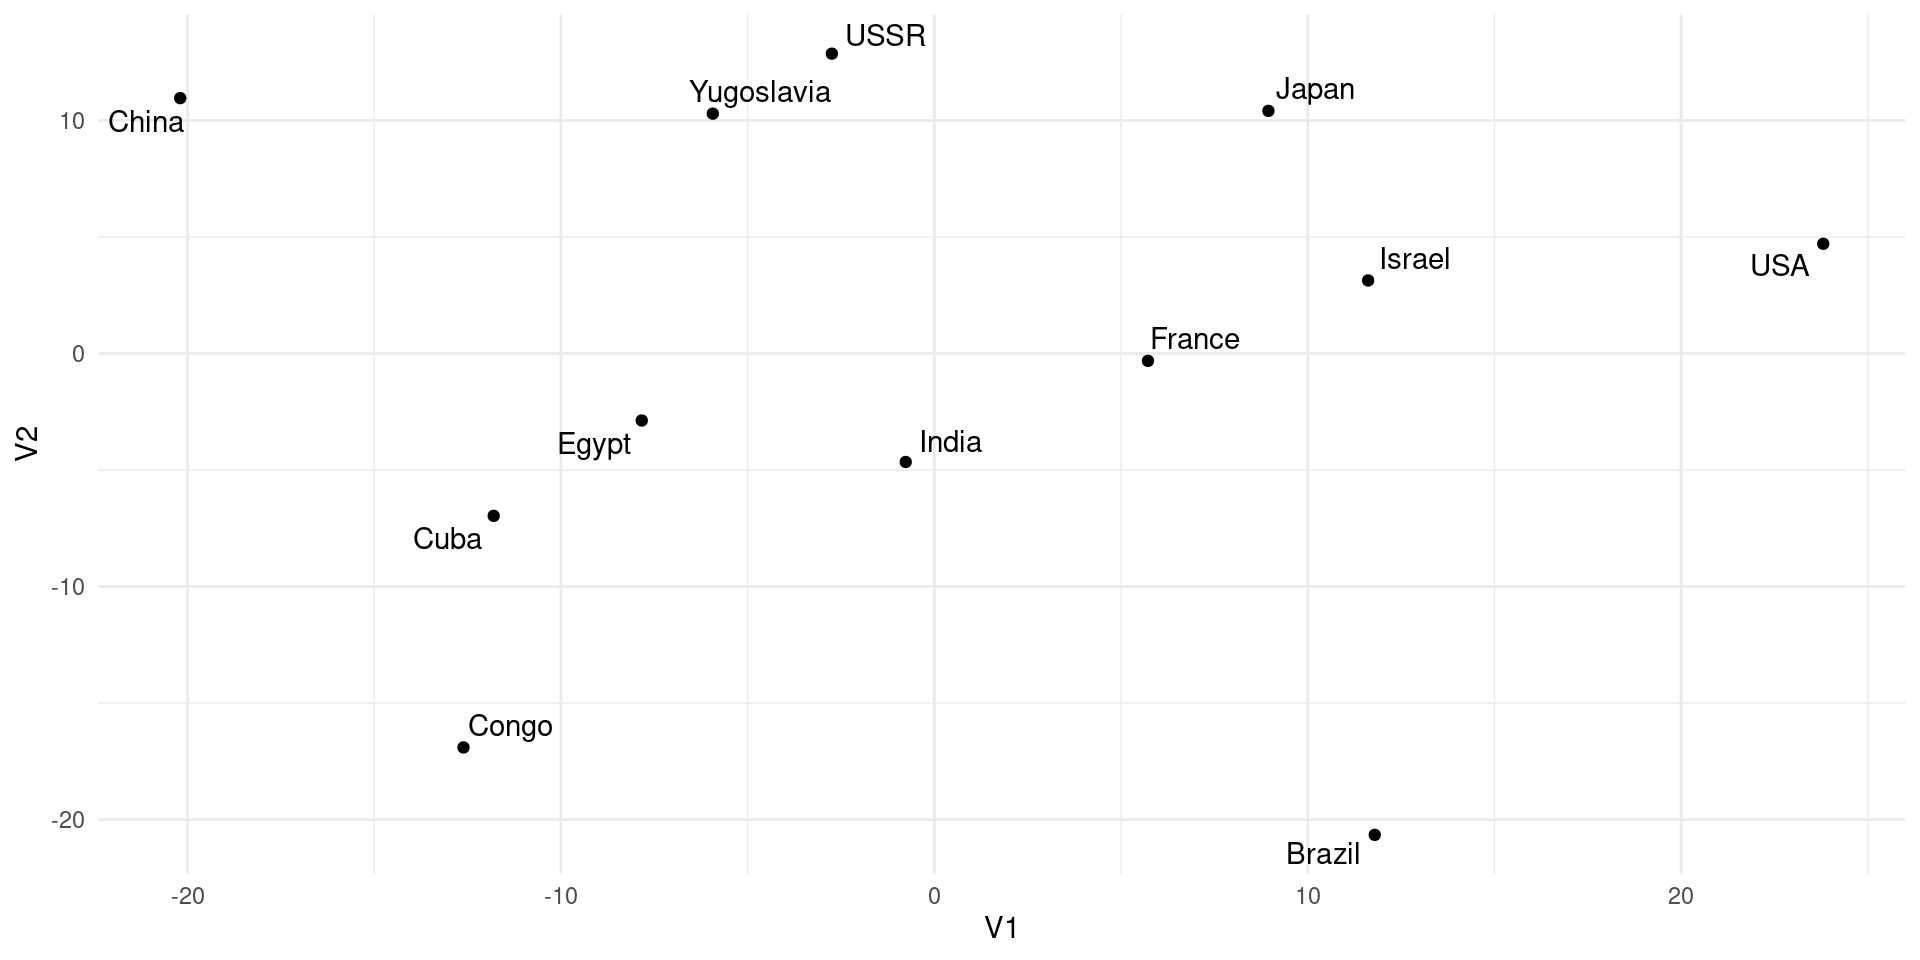 USSR
Yugoslavia
Japan
China
10
Israel
USA
France
0
V2
Egypt
India
Cuba
-10
Congo
-20
Brazil
-20
-10
0
10
20
V1